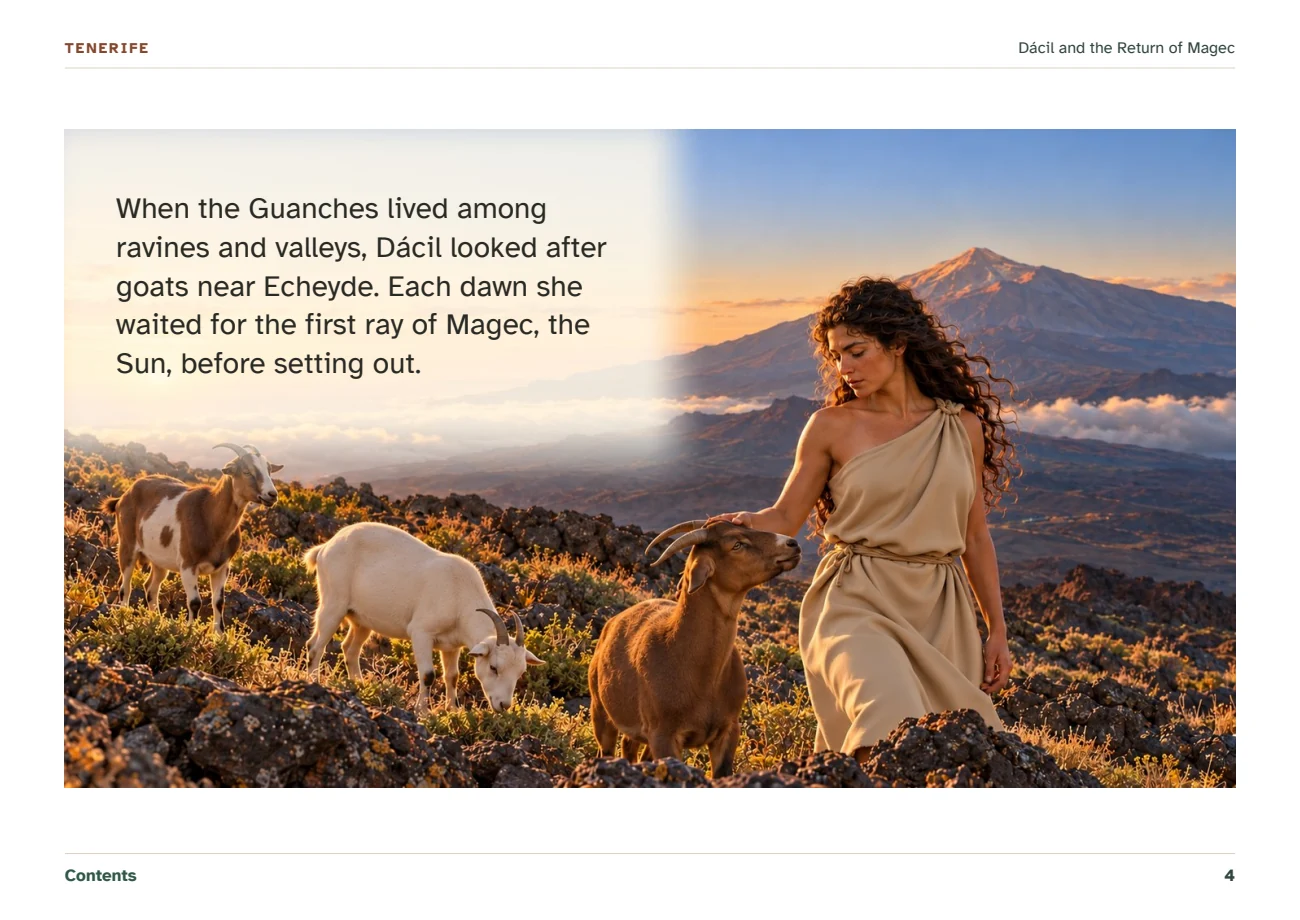 TENERIFE
Dácil and the Return of Magec
When the Guanches lived among
ravines and valleys, Dácil looked after
goats near Echeyde. Each dawn she
waited for the first ray of Magec, the
Sun, before setting out.
Contents
4